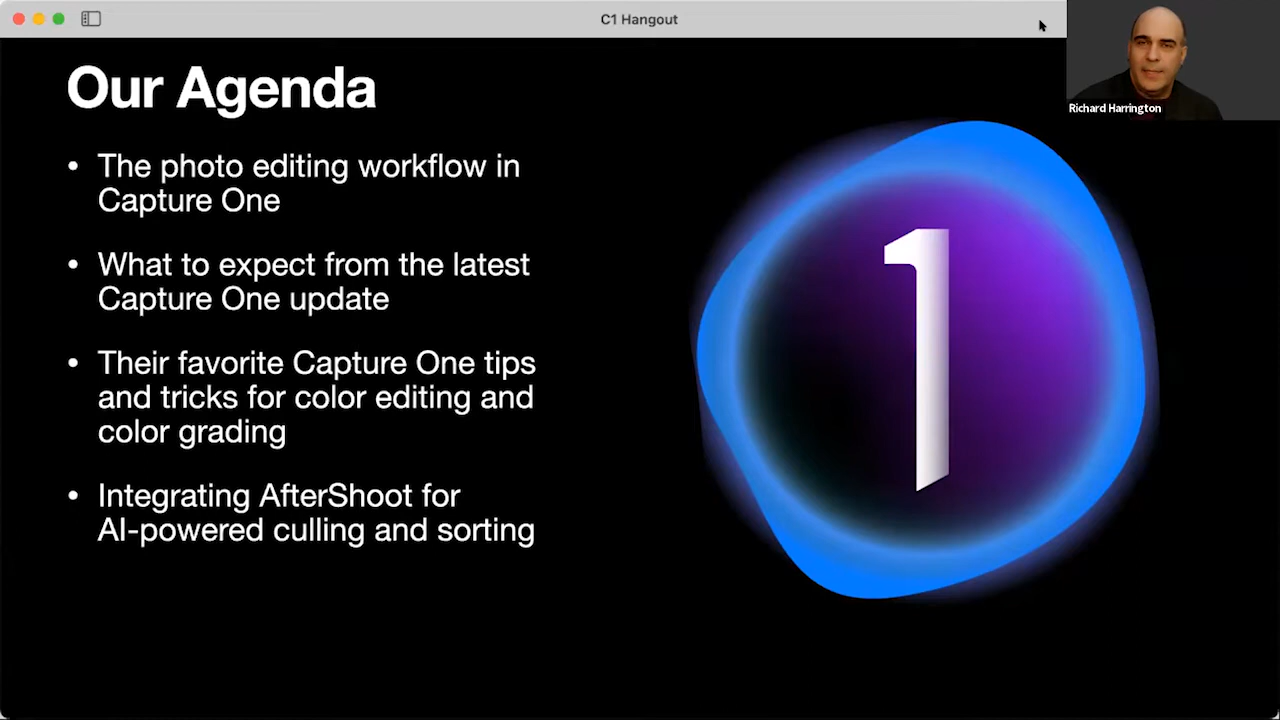 C1 Hangout
Richard Harrington
Our Agenda
• The photo editing workflow in
Capture One
• What to expect from the latest
Capture One update
• Their favorite Capture One tips
and tricks for color editing and
color grading
• Integrating AfterShoot for
AI-powered culling and sorting
1